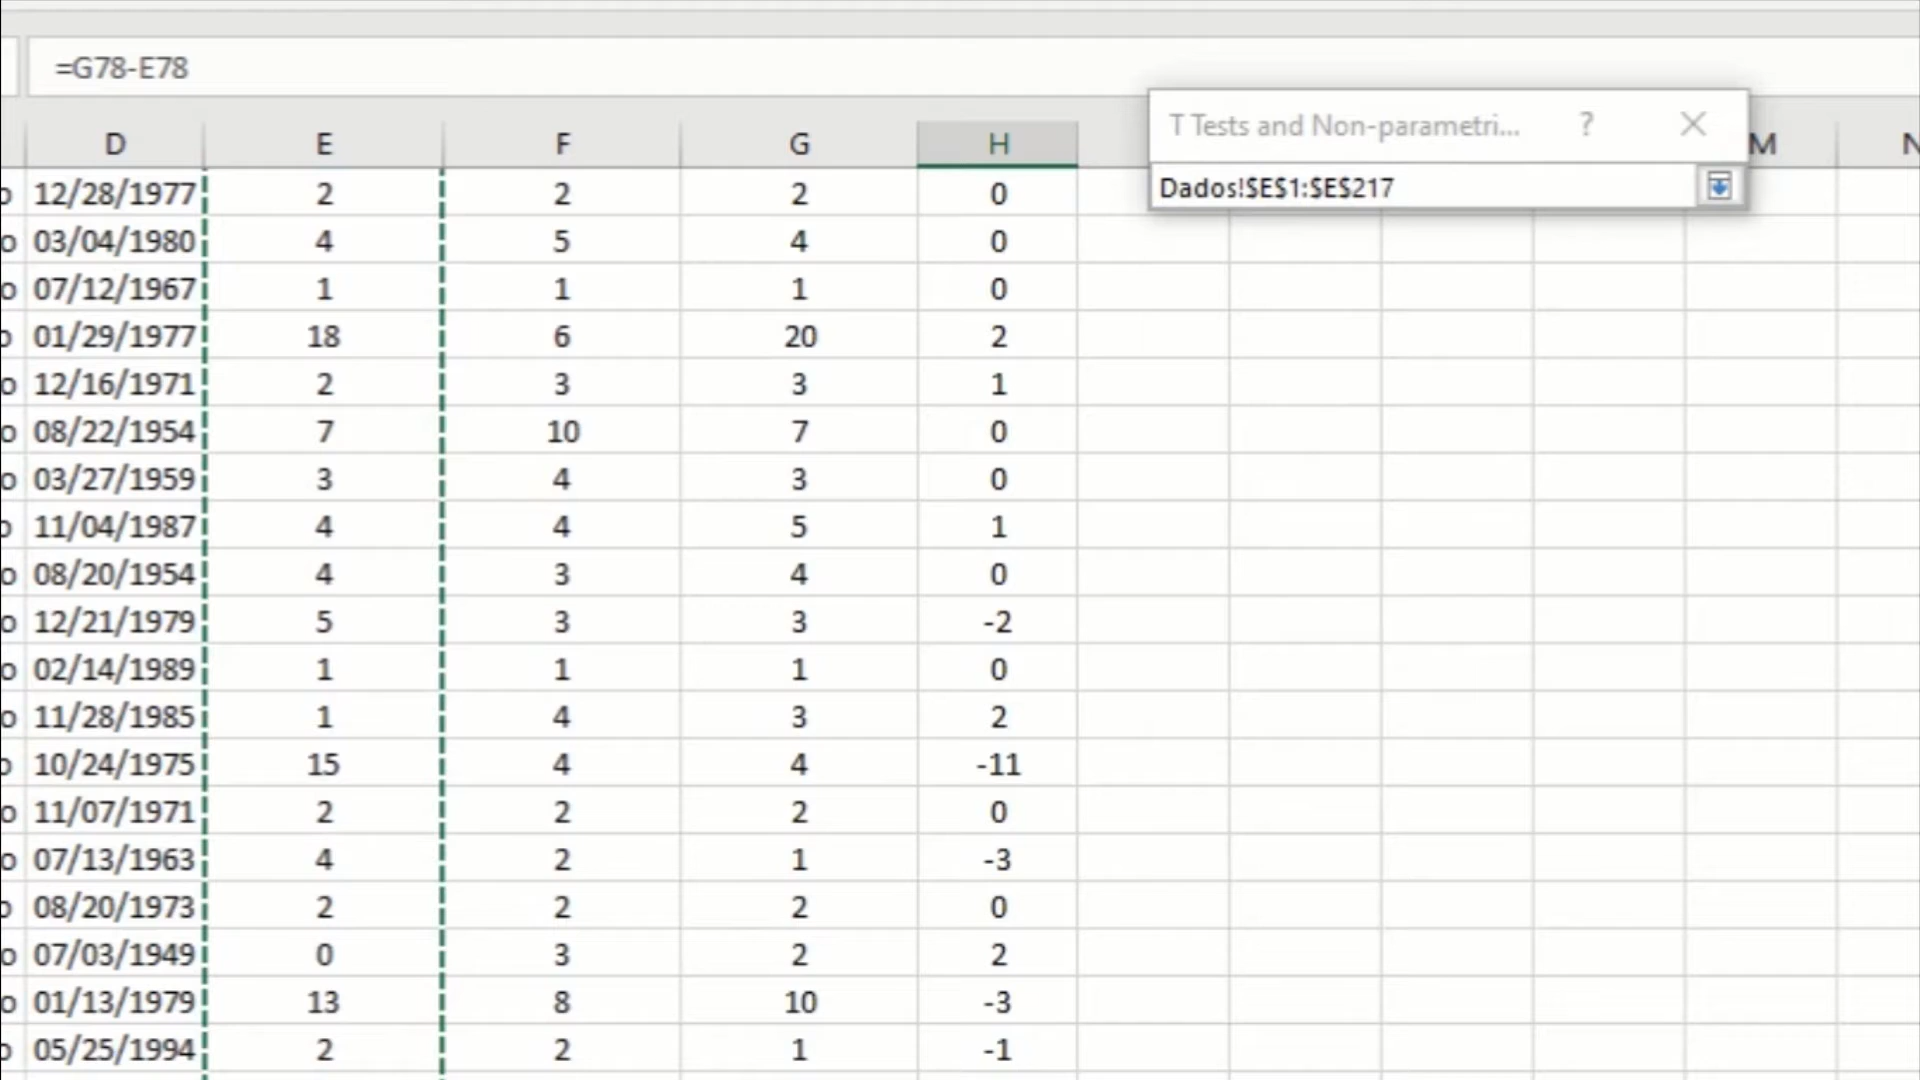 =G78-E78
T Tests and Non-parametri... ?
D E F G H M N
Dados!$E$1:$E$217
o 12/28/1977 2 2 2 0
o 03/04/1980 4 5 4 0
o 07/12/1967 1 1 1 0
o 01/29/1977 18 6 20 2
o 12/16/1971 2 3 3 1
o 08/22/1954 7 10 7 0
o 03/27/1959 3 4 3 0
o 11/04/1987 4 4 5 1
o 08/20/1954 4 3 4 0
o 12/21/1979 5 3 3 -2
o 02/14/1989 1 1 1 0
o 11/28/1985 1 4 3 2
o 10/24/1975 15 4 4 -11
o 11/07/1971 2 2 2 0
o 07/13/1963 4 2 1 -3
o 08/20/1973 2 2 2 0
o 07/03/1949 0 3 2 2
o 01/13/1979 13 8 10 -3
o 05/25/1994 2 2 1 -1